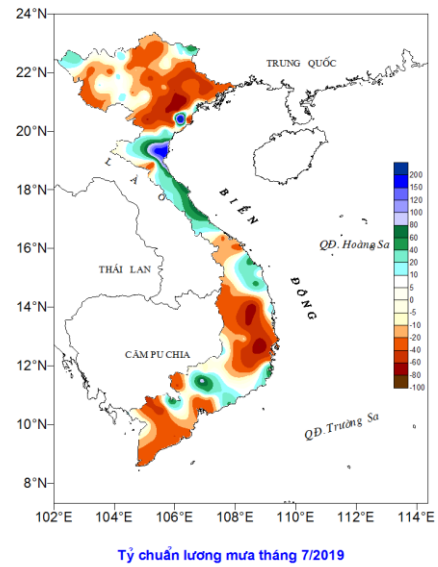 24°N
22°N
20°N
18°N
16°N
14°N
12°N
10°N
8°N
102°E
104°E
106°E
108°E
110°E
112°E
114°E
TRUNG QUỐC
LÀO
BIỂN
ĐÔNG
QĐ. Hoàng Sa
THÁI LAN
CĂM PU CHIA
QĐ. Trường Sa
200
150
120
100
80
60
40
20
10
5
0
-5
-10
-20
-40
-60
-80
-100
Tỷ chuẩn lương mưa tháng 7/2019